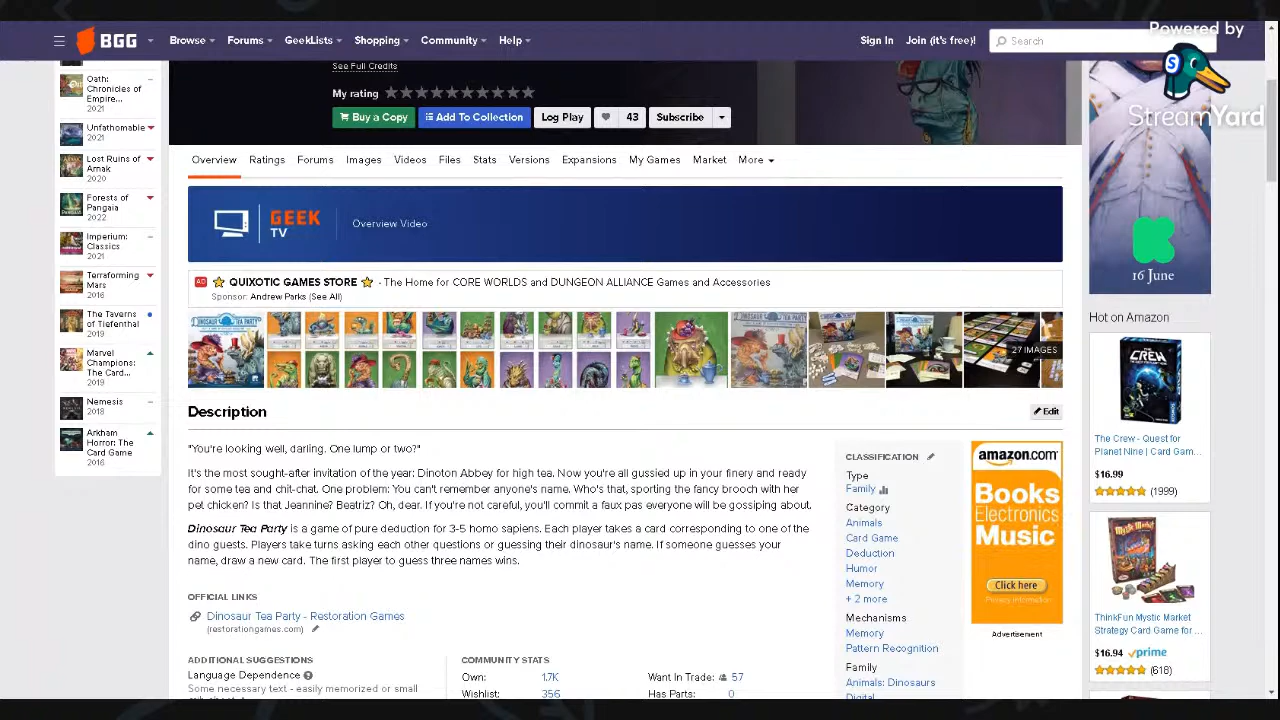 Powered by
StreamYard
BGG
Browse
Forums
GeekLists
Shopping
Community
Help
Sign In
Join (it's free!)
Search
See Full Credits
My rating
Buy a Copy
Add To Collection
Log Play
43
Subscribe
Overview
Ratings
Forums
Images
Videos
Files
Stats
Versions
Expansions
My Games
Market
More
Oath:
Chronicles of
Empire...
2021
Unfathomable
2021
Lost Ruins of
Arnak
2020
Forests of
Pangaia
2022
Imperium:
Classics
2021
Terraforming
Mars
2016
The Taverns
of Tiefenthal
2019
Marvel
Champions:
The Card...
2019
Nemesis
2018
Arkham
Horror: The
Card Game
2016
GEEK
TV
Overview Video
AD
QUIXOTIC GAMES STORE
- The Home for CORE WORLDS and DUNGEON ALLIANCE Games and Accessories
Sponsor: Andrew Parks (See All)
DINOSAUR TEA PARTY
27 IMAGES
Description
Edit
"You're looking well, darling. One lump or two?"
It's the most sought-after invitation of the year: Dinoton Abbey for high tea. Now you're all gussied up in your finery and ready
for some tea and chit-chat. One problem: You can't remember anyone's name. Who's that, sporting the fancy brooch with her
pet chicken? Is that Jeannine? Beatriz? Oh, dear. If you're not careful, you'll commit a faux pas everyone will be gossiping about.
Dinosaur Tea Party is a game of pure deduction for 3-5 homo sapiens. Each player takes a card corresponding to one of the
dino guests. Players take turns asking each other questions or guessing their dinosaur's name. If someone guesses your
name, draw a new card. The first player to guess three names wins.
OFFICIAL LINKS
Dinosaur Tea Party - Restoration Games
(restorationgames.com)
ADDITIONAL SUGGESTIONS
Language Dependence
Some necessary text - easily memorized or small
COMMUNITY STATS
Own:
1.7K
Wishlist:
356
Want In Trade:
57
Has Parts:
0
CLASSIFICATION
Type
Family
Category
Animals
Card Game
Deduction
Humor
Memory
+ 2 more
Mechanisms
Memory
Pattern Recognition
Family
Animals: Dinosaurs
Digital
amazon.com
Books
Electronics
Music
Click here
Privacy Information
Advertisement
16 June
Hot on Amazon
THE CREW
KOSMOS
The Crew - Quest for
Planet Nine | Card Gam...
$16.99
(1999)
ThinkFun Mystic Market
Strategy Card Game for ...
$16.94
prime
(618)